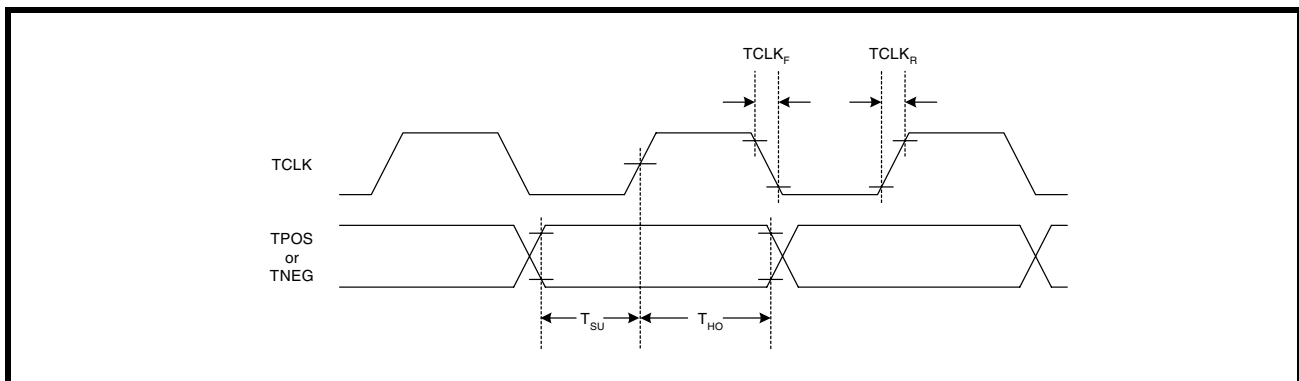 TCLKF
TCLKR
TCLK
TPOS
or
TNEG
TSU
THO